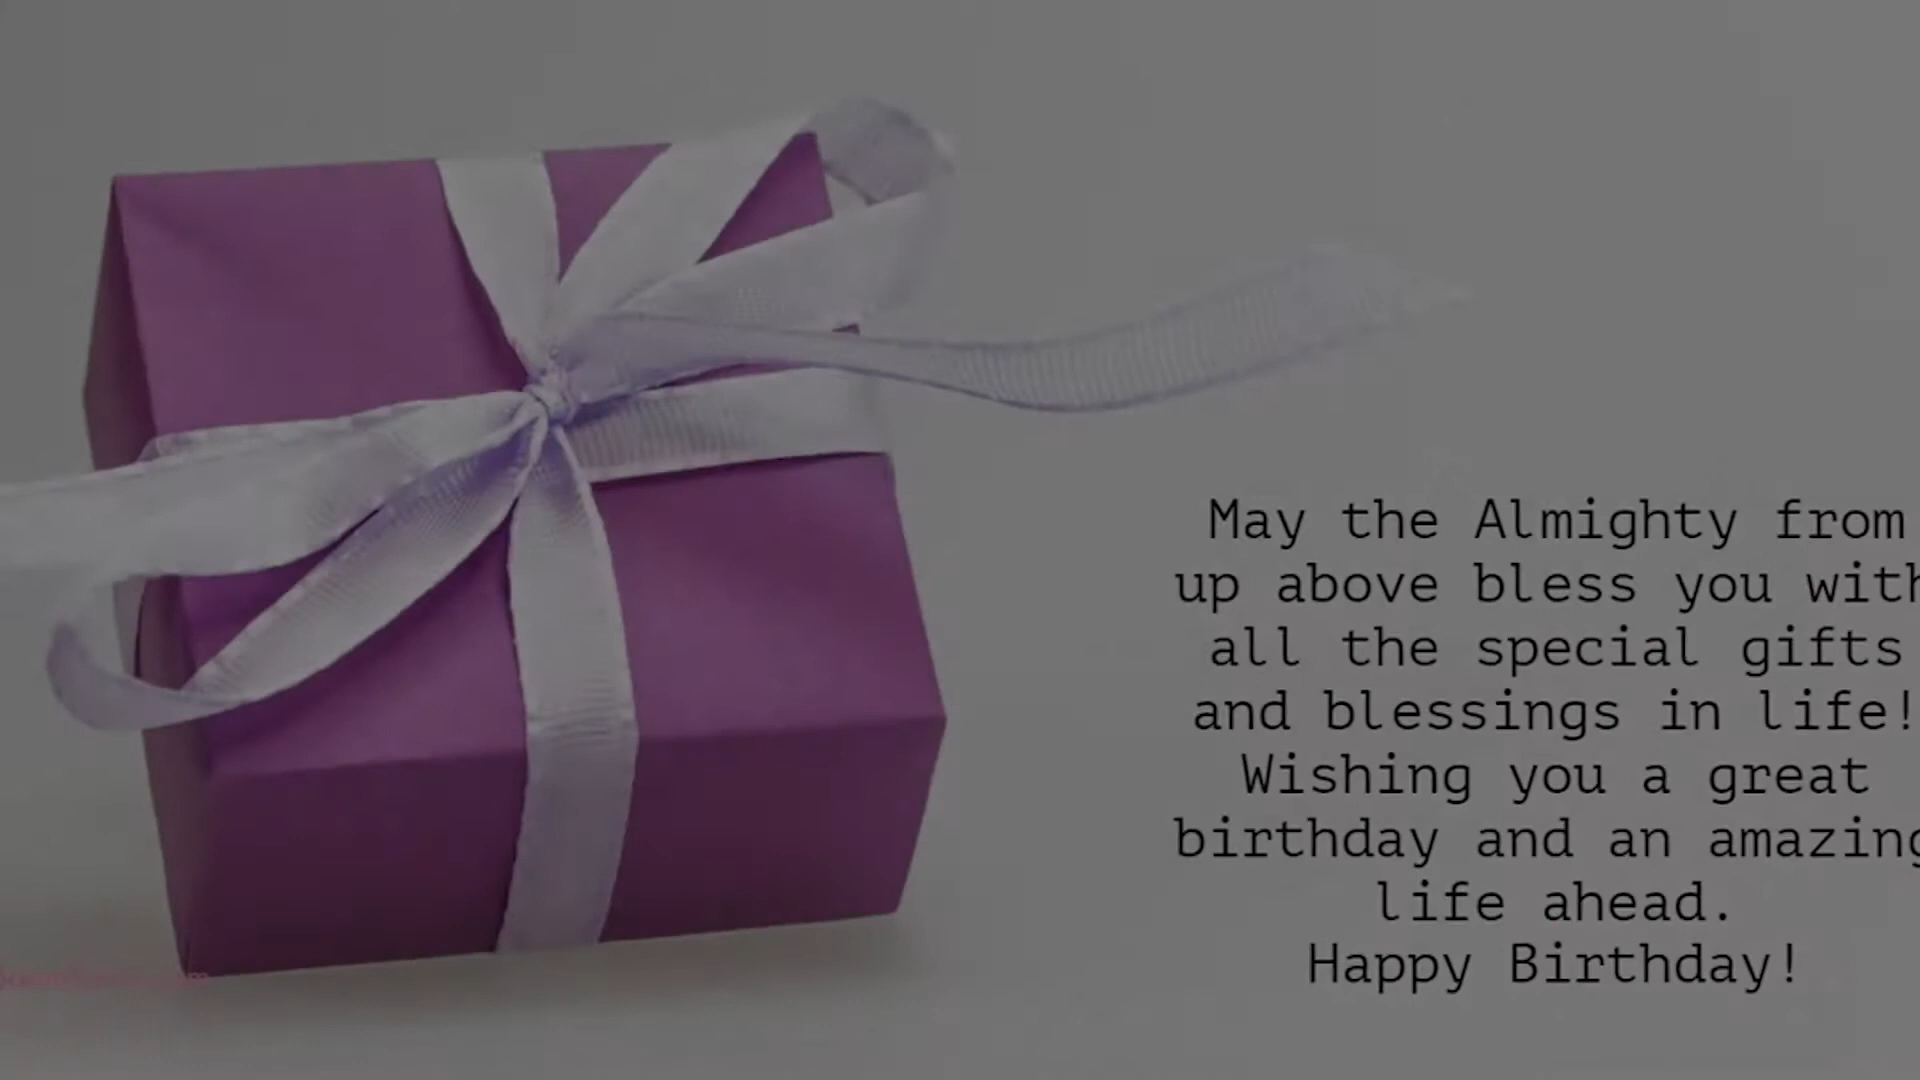 May the Almighty from
up above bless you with
all the special gifts
and blessings in life!
Wishing you a great
birthday and an amazing
life ahead.
Happy Birthday!